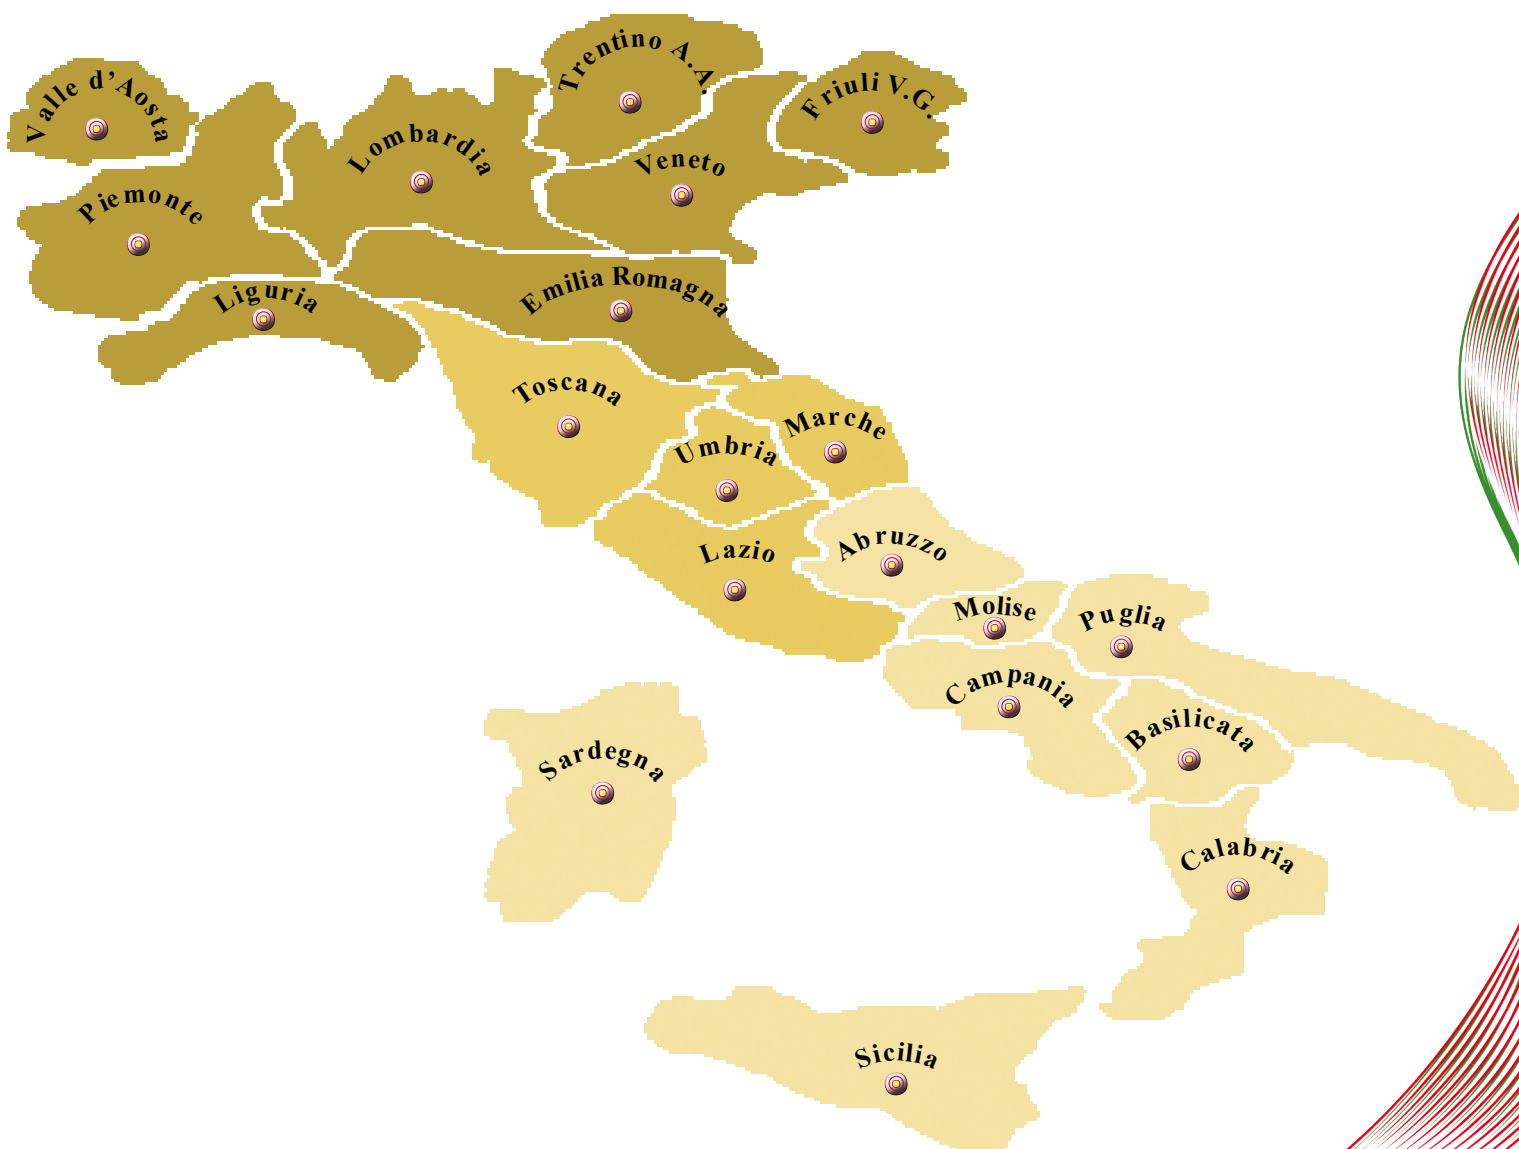 Trentino A.A.
Valle d’Aosta
Friuli V.G.
Lombardia
Veneto
Piemonte
Liguria
Emilia Romagna
Toscana
Marche
Umbria
Lazio
Abruzzo
Molise
Puglia
Campania
Basilicata
Sardegna
Calabria
Sicilia